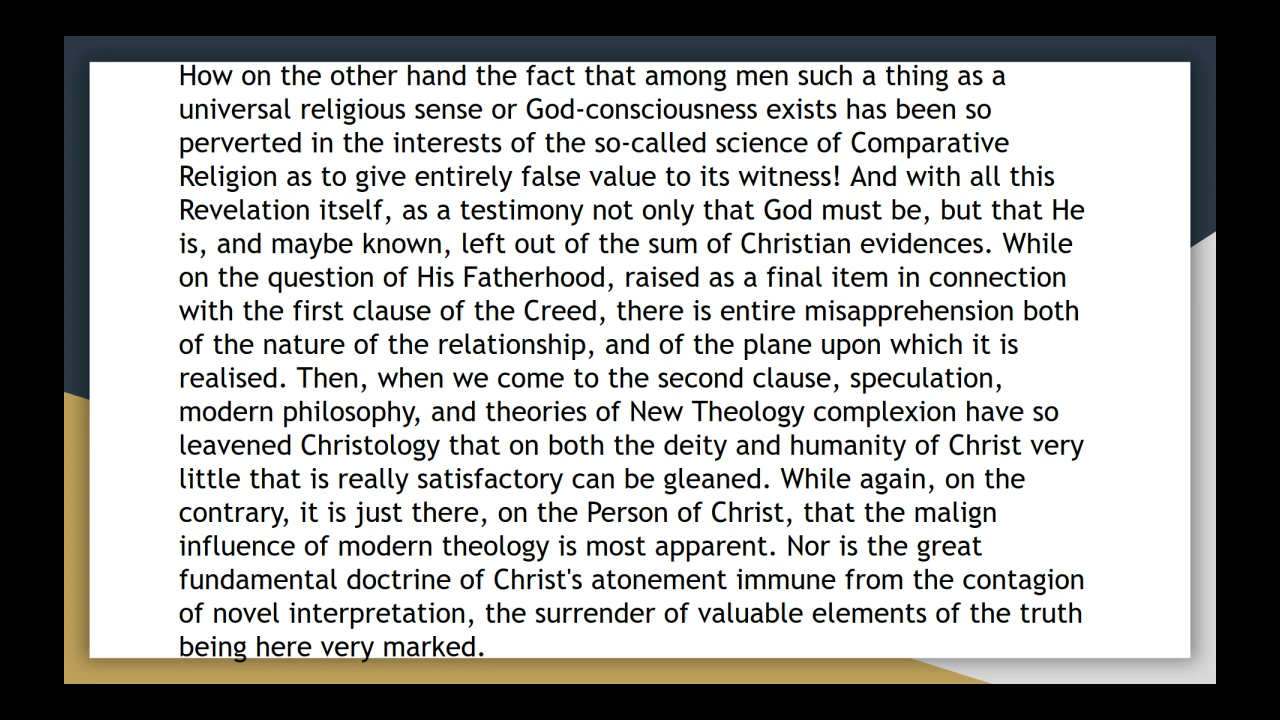 How on the other hand the fact that among men such a thing as a
universal religious sense or God-consciousness exists has been so
perverted in the interests of the so-called science of Comparative
Religion as to give entirely false value to its witness! And with all this
Revelation itself, as a testimony not only that God must be, but that He
is, and maybe known, left out of the sum of Christian evidences. While
on the question of His Fatherhood, raised as a final item in connection
with the first clause of the Creed, there is entire misapprehension both
of the nature of the relationship, and of the plane upon which it is
realised. Then, when we come to the second clause, speculation,
modern philosophy, and theories of New Theology complexion have so
leavened Christology that on both the deity and humanity of Christ very
little that is really satisfactory can be gleaned. While again, on the
contrary, it is just there, on the Person of Christ, that the malign
influence of modern theology is most apparent. Nor is the great
fundamental doctrine of Christ's atonement immune from the contagion
of novel interpretation, the surrender of valuable elements of the truth
being here very marked.